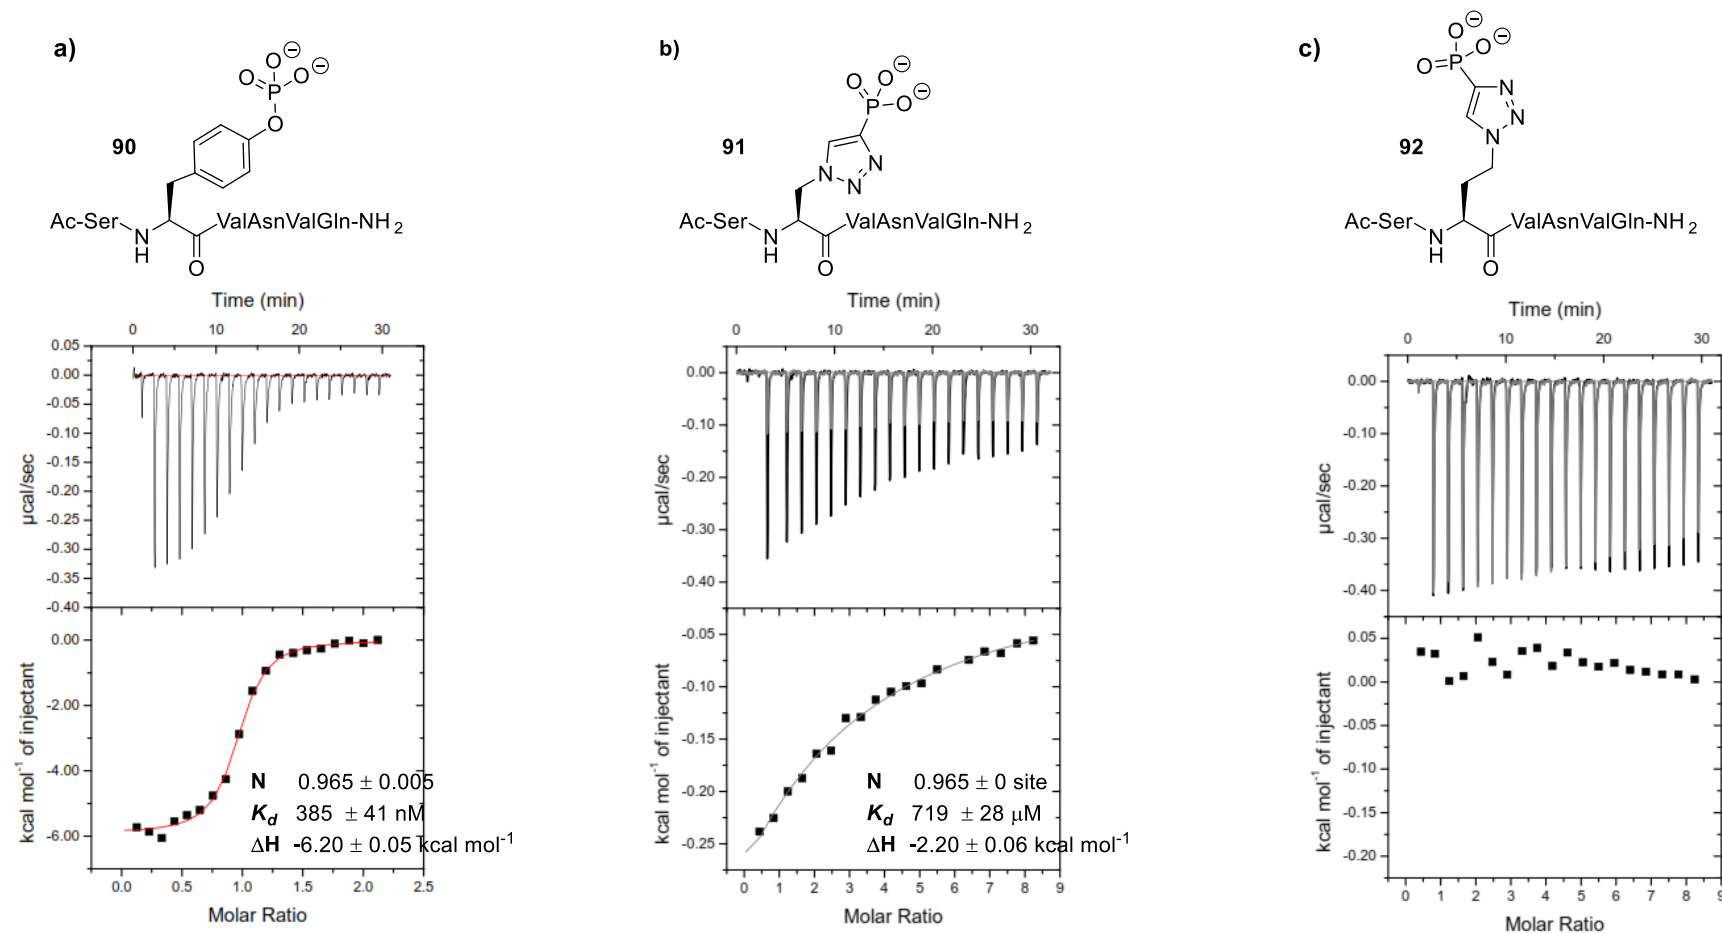 a)
90
O
O
P
O
⊖
O
⊖
Ac-Ser
N
H
O
ValAsnValGln-NH2
Time (min)
0 10 20 30
0.05
0.00
-0.05
-0.10
-0.15
-0.20
-0.25
-0.30
-0.35
-0.40
µcal/sec
0.00
-2.00
-4.00
-6.00
kcal mol-1 of injectant
N 0.965 ± 0.005
Kd 385 ± 41 nM
ΔH -6.20 ± 0.05 kcal mol-1
0.0 0.5 1.0 1.5 2.0 2.5
Molar Ratio
b)
91
O
P
O
⊖
O
⊖
N
N
N
Ac-Ser
N
H
O
ValAsnValGln-NH2
Time (min)
0 10 20 30
0.00
-0.10
-0.20
-0.30
-0.40
µcal/sec
-0.05
-0.10
-0.15
-0.20
-0.25
kcal mol-1 of injectant
N 0.965 ± 0 site
Kd 719 ± 28 µM
ΔH -2.20 ± 0.06 kcal mol-1
0 1 2 3 4 5 6 7 8 9
Molar Ratio
c)
92
O
⊖
O
⊖
O
P
N
N
N
Ac-Ser
N
H
O
ValAsnValGln-NH2
Time (min)
0 10 20 30
0.00
-0.10
-0.20
-0.30
-0.40
µcal/sec
0.05
0.00
-0.05
-0.10
-0.15
-0.20
kcal mol-1 of injectant
0 1 2 3 4 5 6 7 8 9
Molar Ratio